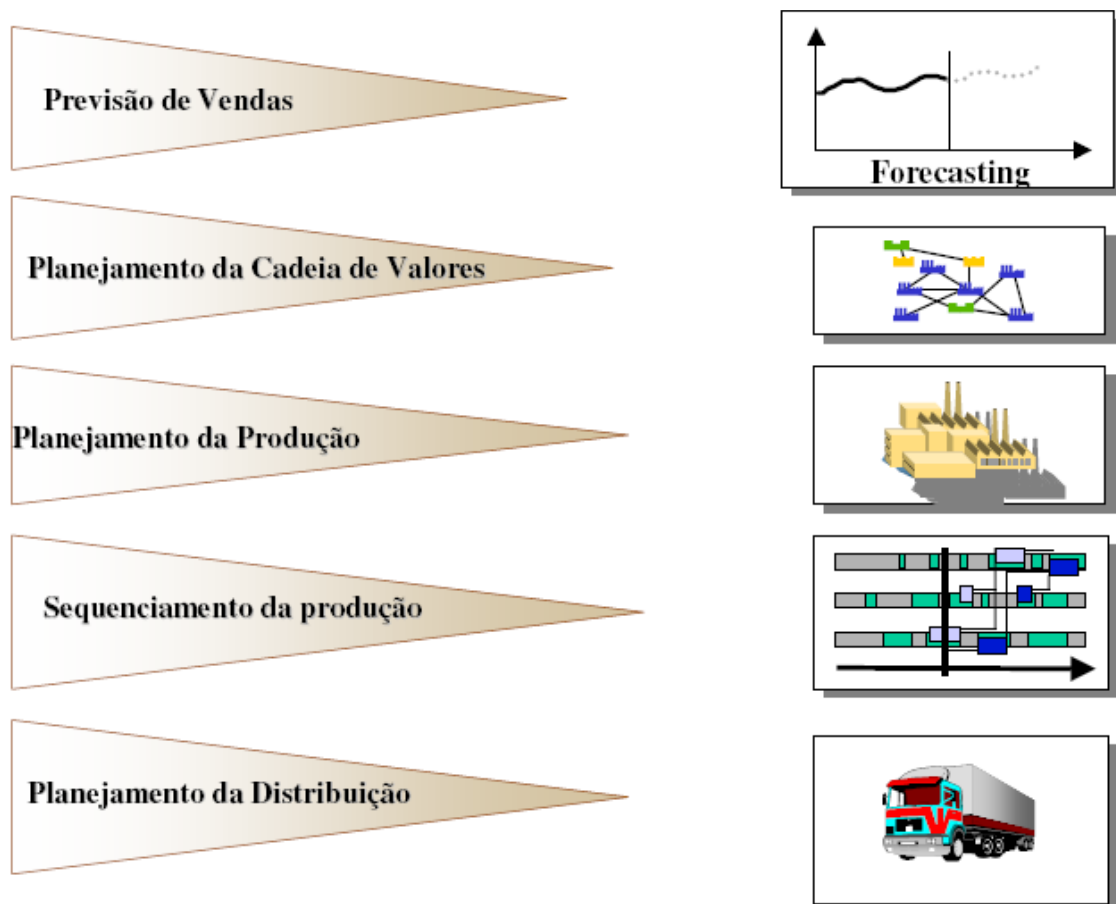 Previsão de Vendas
Forecasting
Planejamento da Cadeia de Valores
Planejamento da Produção
Sequenciamento da produção
Planejamento da Distribuição